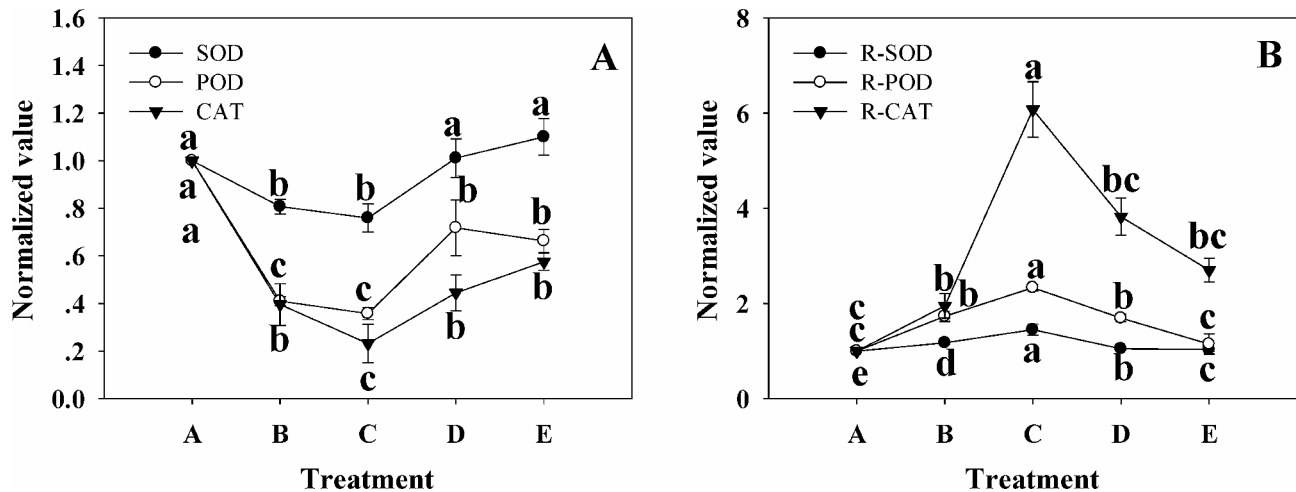 A
SOD
POD
CAT
1.6
1.4
1.2
1.0
.8
.6
.4
.2
0.0
Normalized value
a
a
a
b
c
b
b
c
c
a
b
b
a
b
b
A B C D E
Treatment
B
R-SOD
R-POD
R-CAT
8
6
4
2
0
Normalized value
c
c
e
b
b
d
a
a
a
bc
b
b
bc
c
c
A B C D E
Treatment